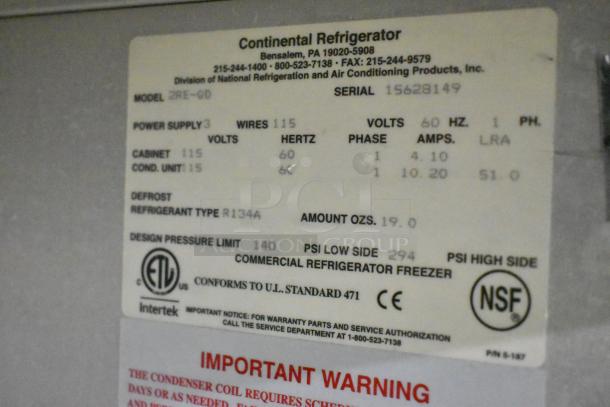 Continental Refrigerator
Bensalem, PA 19020-5908
215-244-1400 • 800-523-7138 • FAX: 215-244-9579
Division of National Refrigeration and Air Conditioning Products, Inc.
MODEL 2RE-GD SERIAL 15628149
POWER SUPPLY 3 WIRES 115 VOLTS 60 HZ. 1 PH.
VOLTS HERTZ PHASE AMPS. LRA
CABINET 115 60 1 4.10
COND. UNIT 115 60 1 10.20 51.0
DEFROST
REFRIGERANT TYPE R134A AMOUNT OZS. 19.0
DESIGN PRESSURE LIMIT 140 PSI LOW SIDE 294 PSI HIGH SIDE
COMMERCIAL REFRIGERATOR FREEZER
PCI
AUCTION GROUP
C ETL US
Intertek
CONFORMS TO U.L. STANDARD 471 CE
NSF
IMPORTANT NOTICE: FOR WARRANTY PARTS AND SERVICE AUTHORIZATION
CALL THE SERVICE DEPARTMENT AT 1-800-523-7138
P/N 5-187
IMPORTANT WARNING
THE CONDENSER COIL REQUIRES
DAYS OR AS NEEDED.